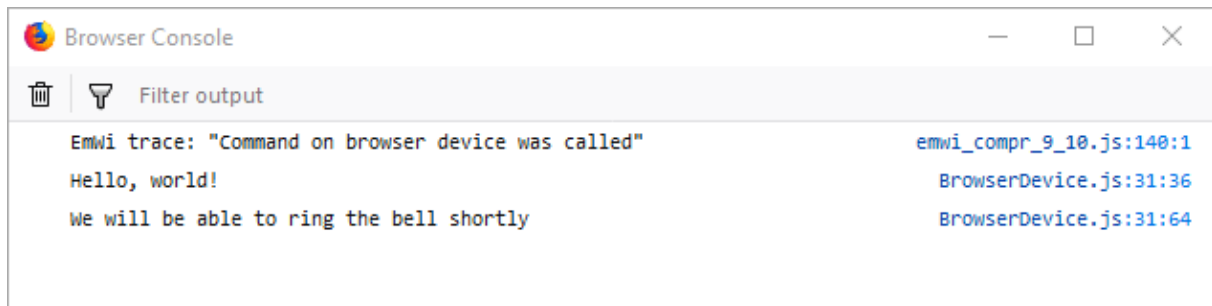 Browser Console
Filter output
EmWi trace: "Command on browser device was called" emwi_compr_9_10.js:140:1
Hello, world! BrowserDevice.js:31:36
We will be able to ring the bell shortly BrowserDevice.js:31:64